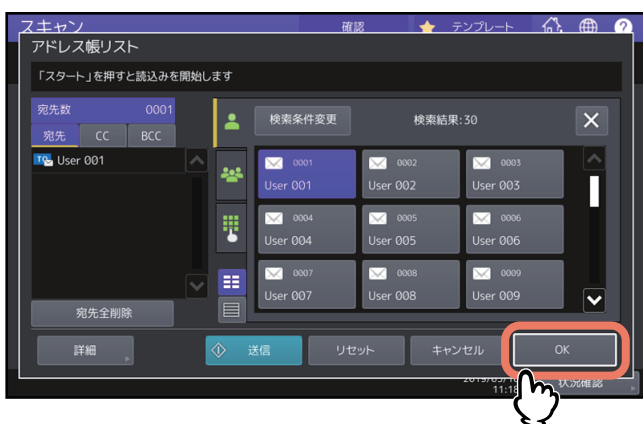 スキャン 確認 テンプレート ?
アドレス帳リスト
「スタート」を押すと読込みを開始します
宛先数 0001
宛先 CC BCC
TO User 001
宛先全削除
検索条件変更 検索結果:30
0001 0002 0003
User 001 User 002 User 003
0004 0005 0006
User 004 User 005 User 006
0007 0008 0009
User 007 User 008 User 009
詳細 送信 リセット キャンセル OK
11:18 状況確認